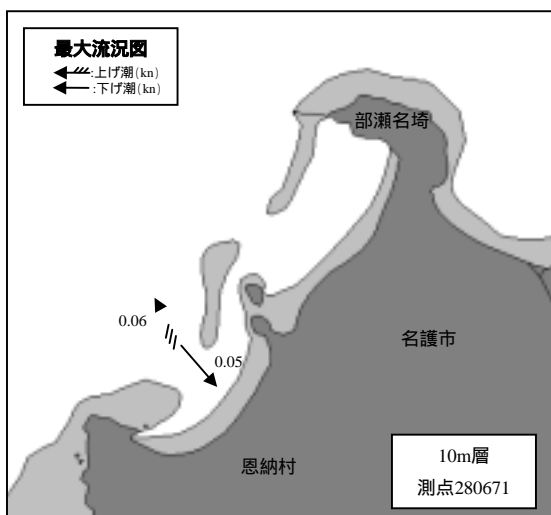 最大流況図
:上げ潮(kn)
:下げ潮(kn)
部瀬名埼
0.06
名護市
0.05
恩納村
10m層
測点280671